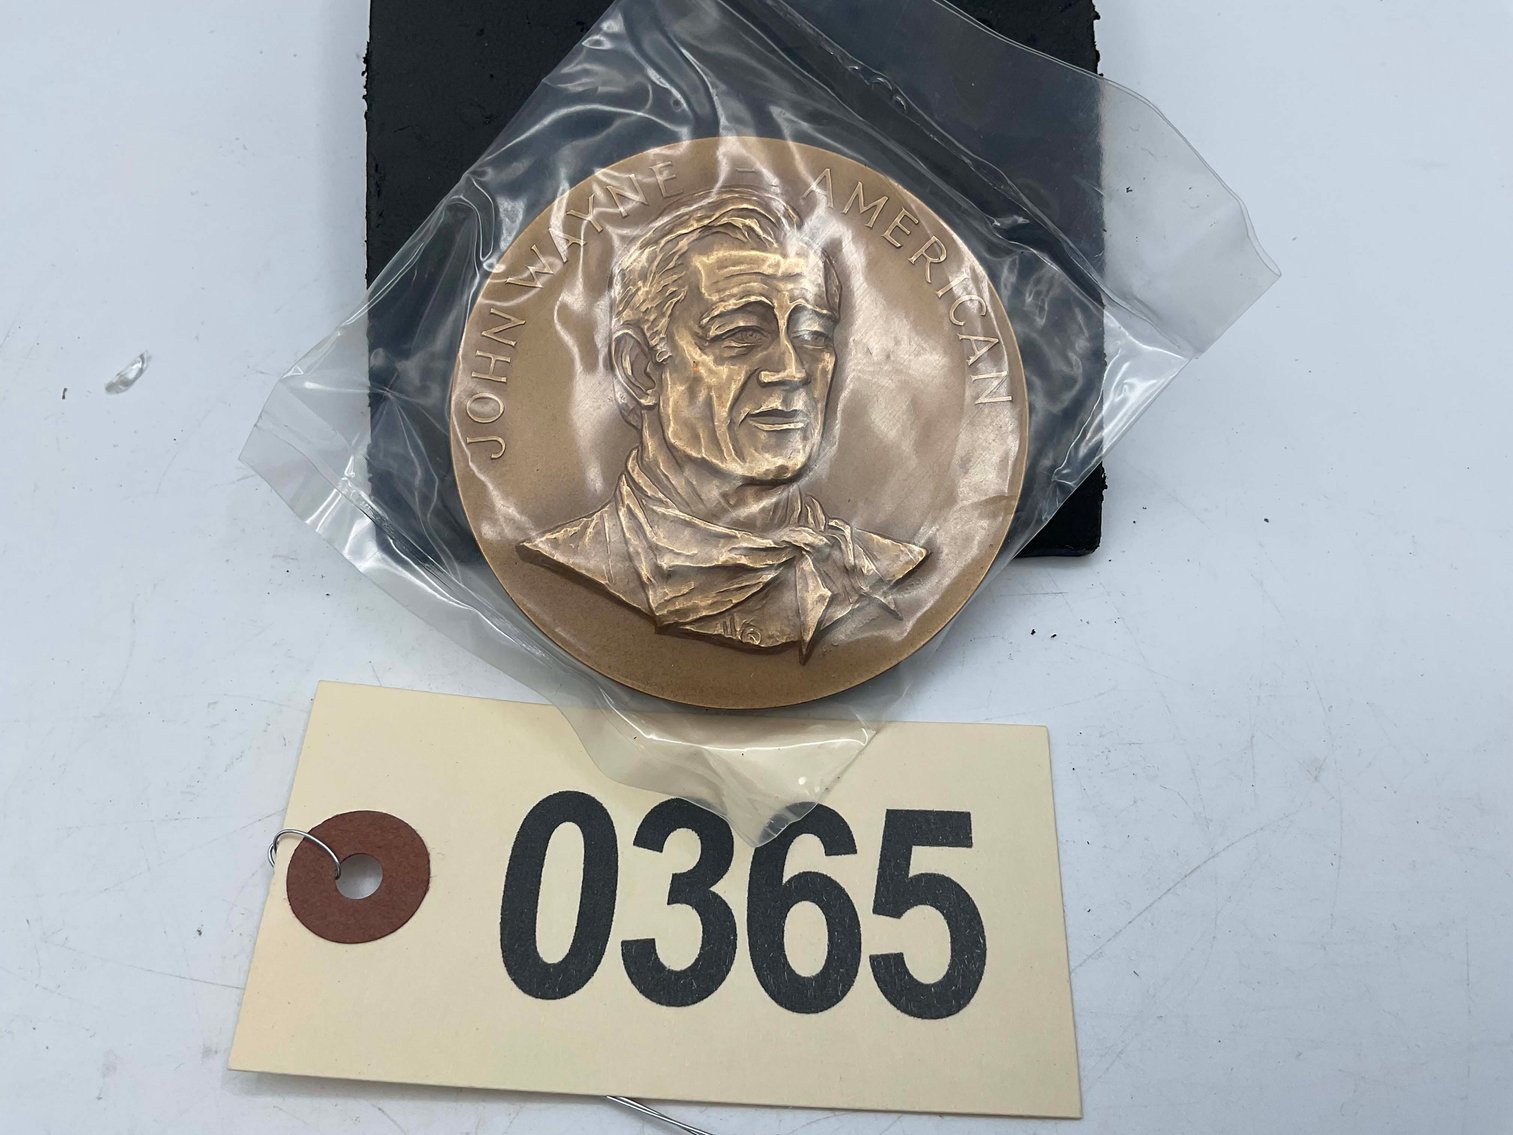 JOHN WAYNE - AMERICAN
0365